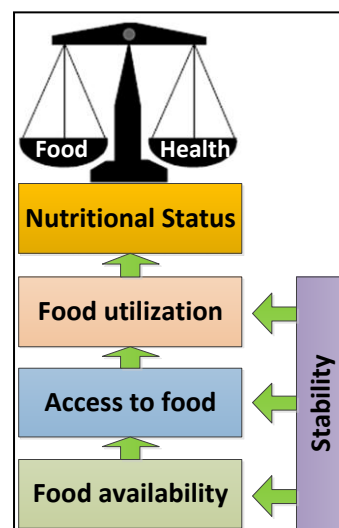 Food
Health
Nutritional Status
Food utilization
Access to food
Food availability
Stability